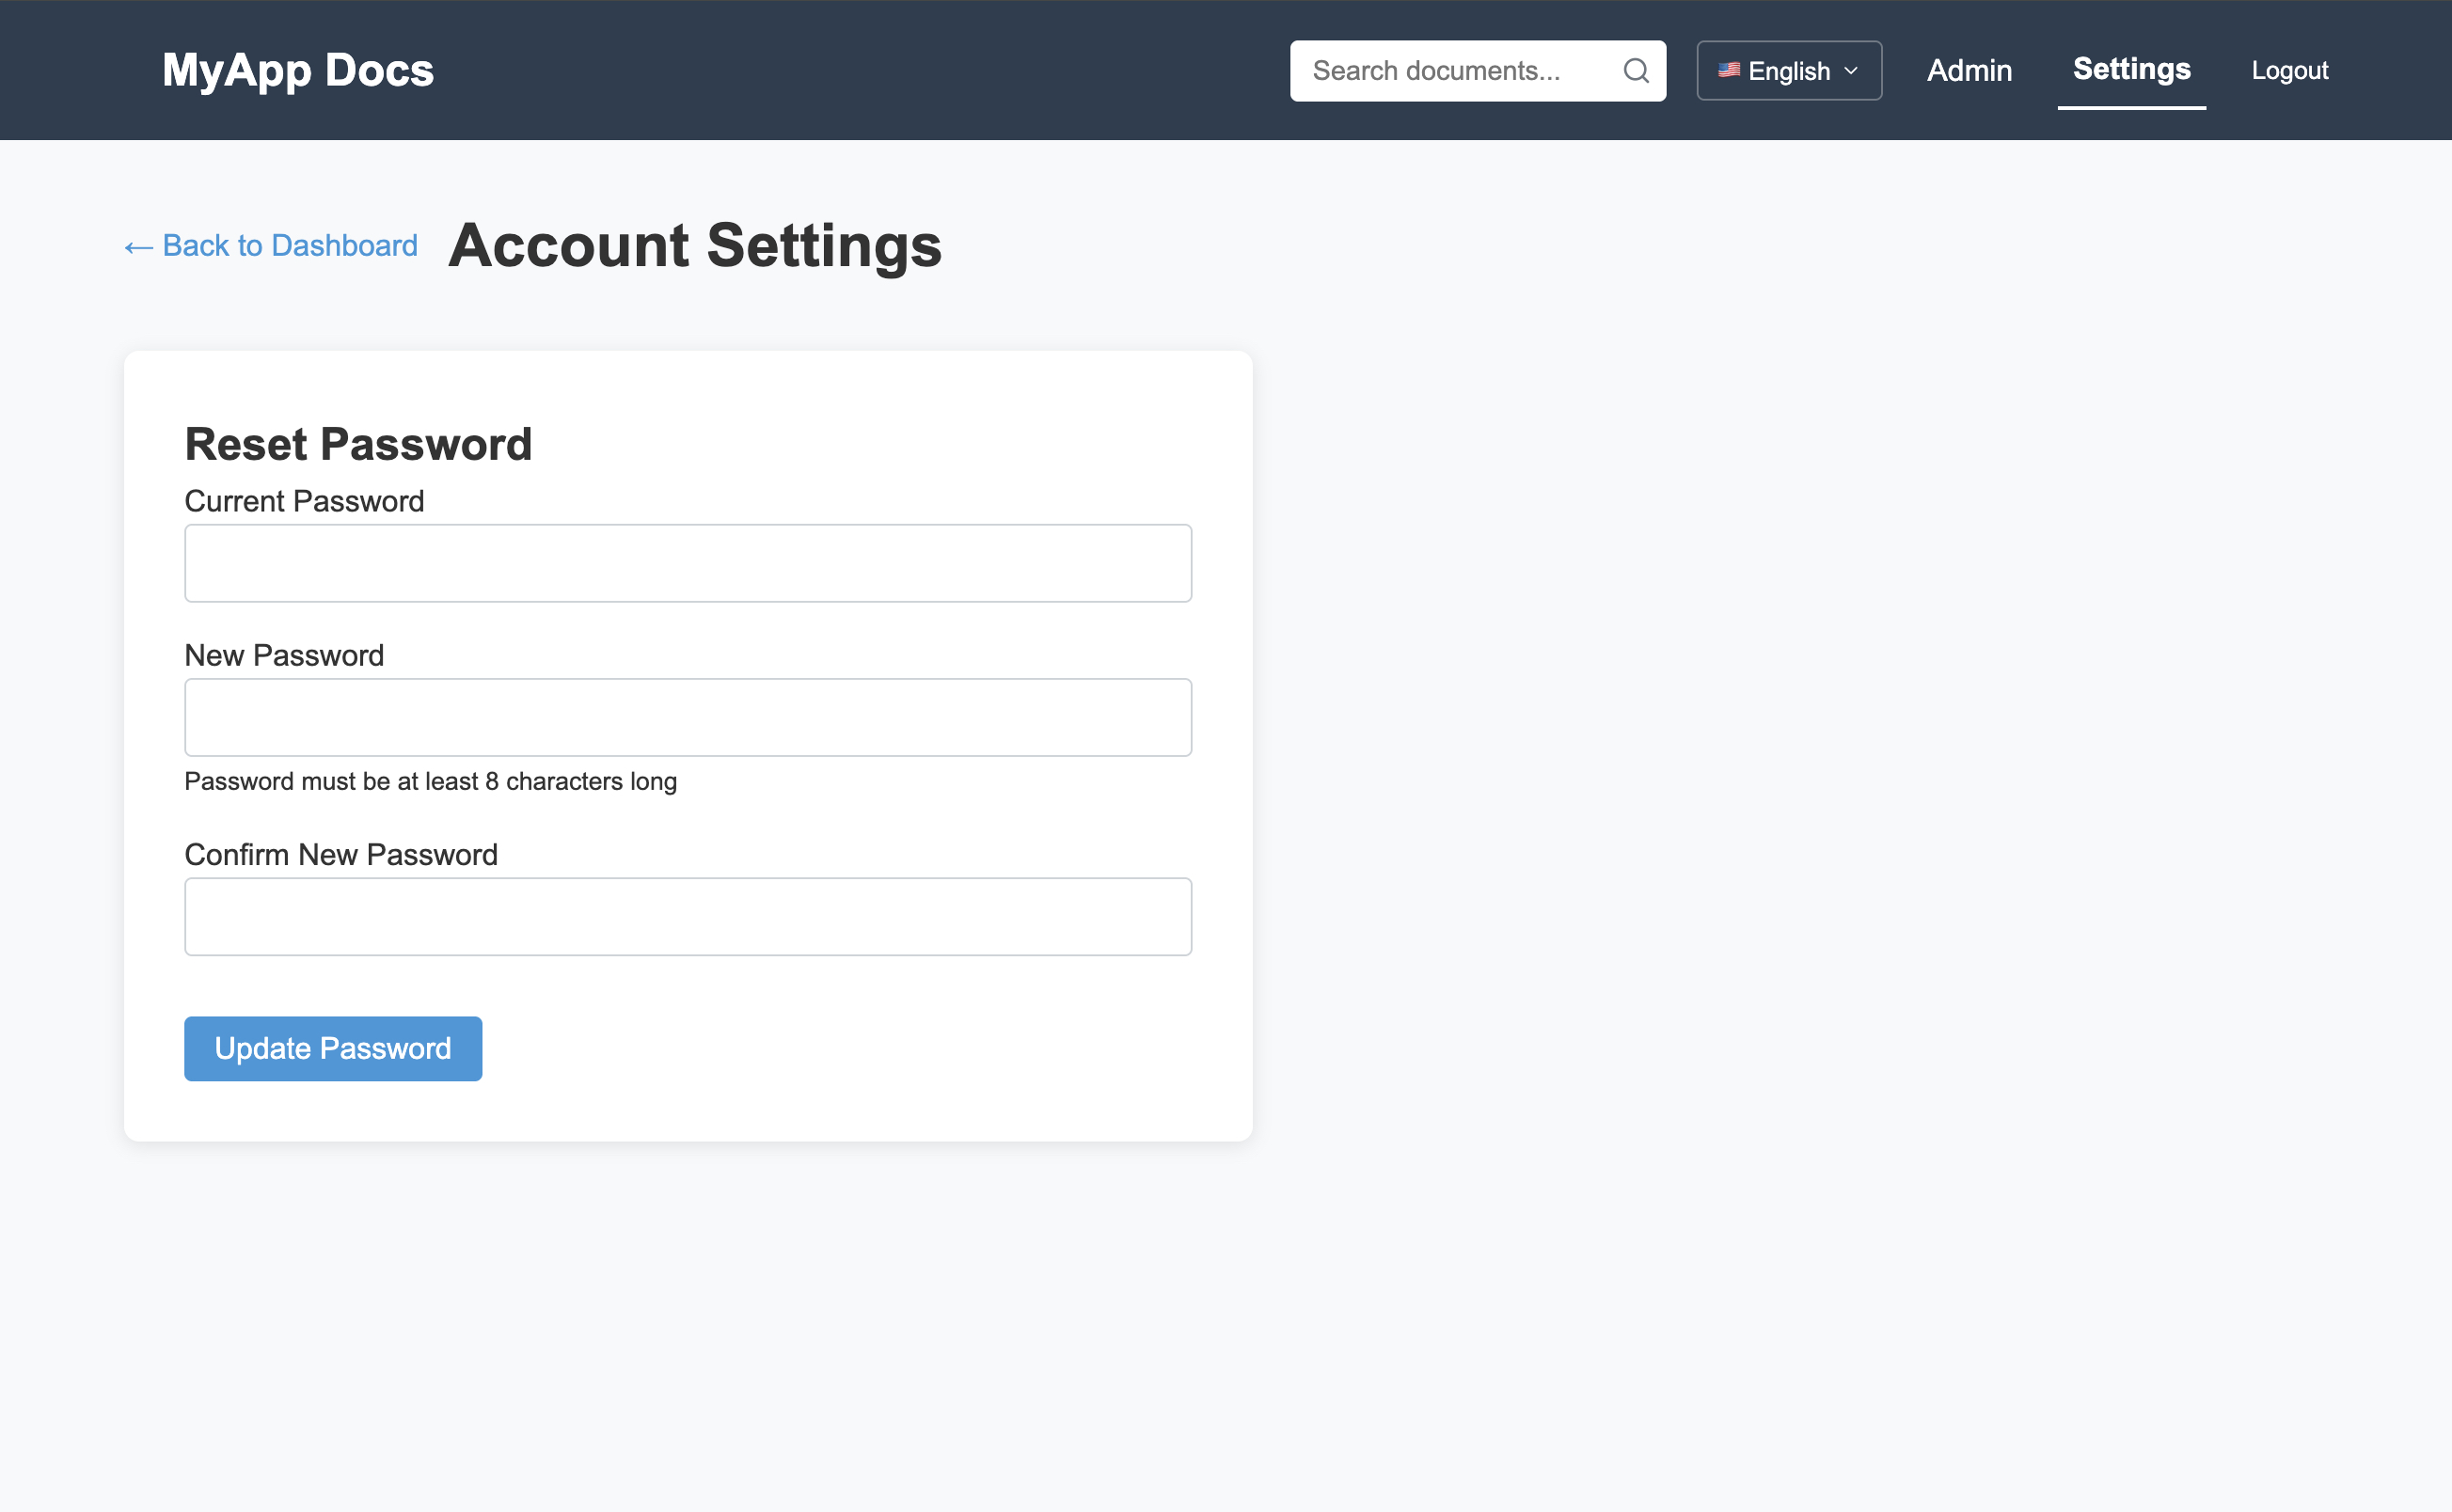 MyApp Docs
Search documents...
🇺🇸 English
Admin
Settings
Logout
← Back to Dashboard
Account Settings
Reset Password
Current Password
New Password
Password must be at least 8 characters long
Confirm New Password
Update Password